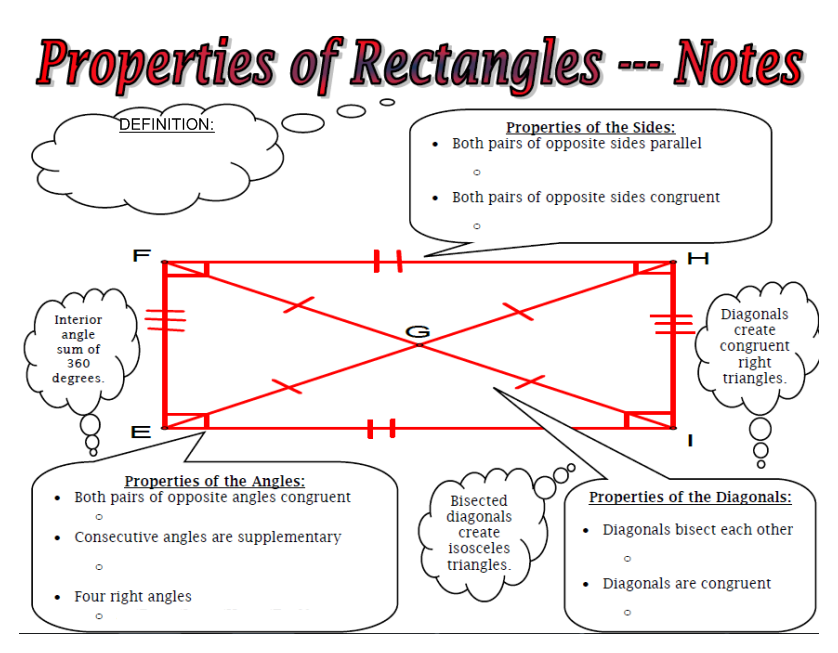 Properties of Rectangles --- Notes
DEFINITION:
Properties of the Sides:
• Both pairs of opposite sides parallel
○
• Both pairs of opposite sides congruent
○
F
H
G
E
I
Interior
angle
sum of
360
degrees.
Diagonals
create
congruent
right
triangles.
Properties of the Angles:
• Both pairs of opposite angles congruent
○
• Consecutive angles are supplementary
○
• Four right angles
○
Bisected
diagonals
create
isosceles
triangles.
Properties of the Diagonals:
• Diagonals bisect each other
○
• Diagonals are congruent
○